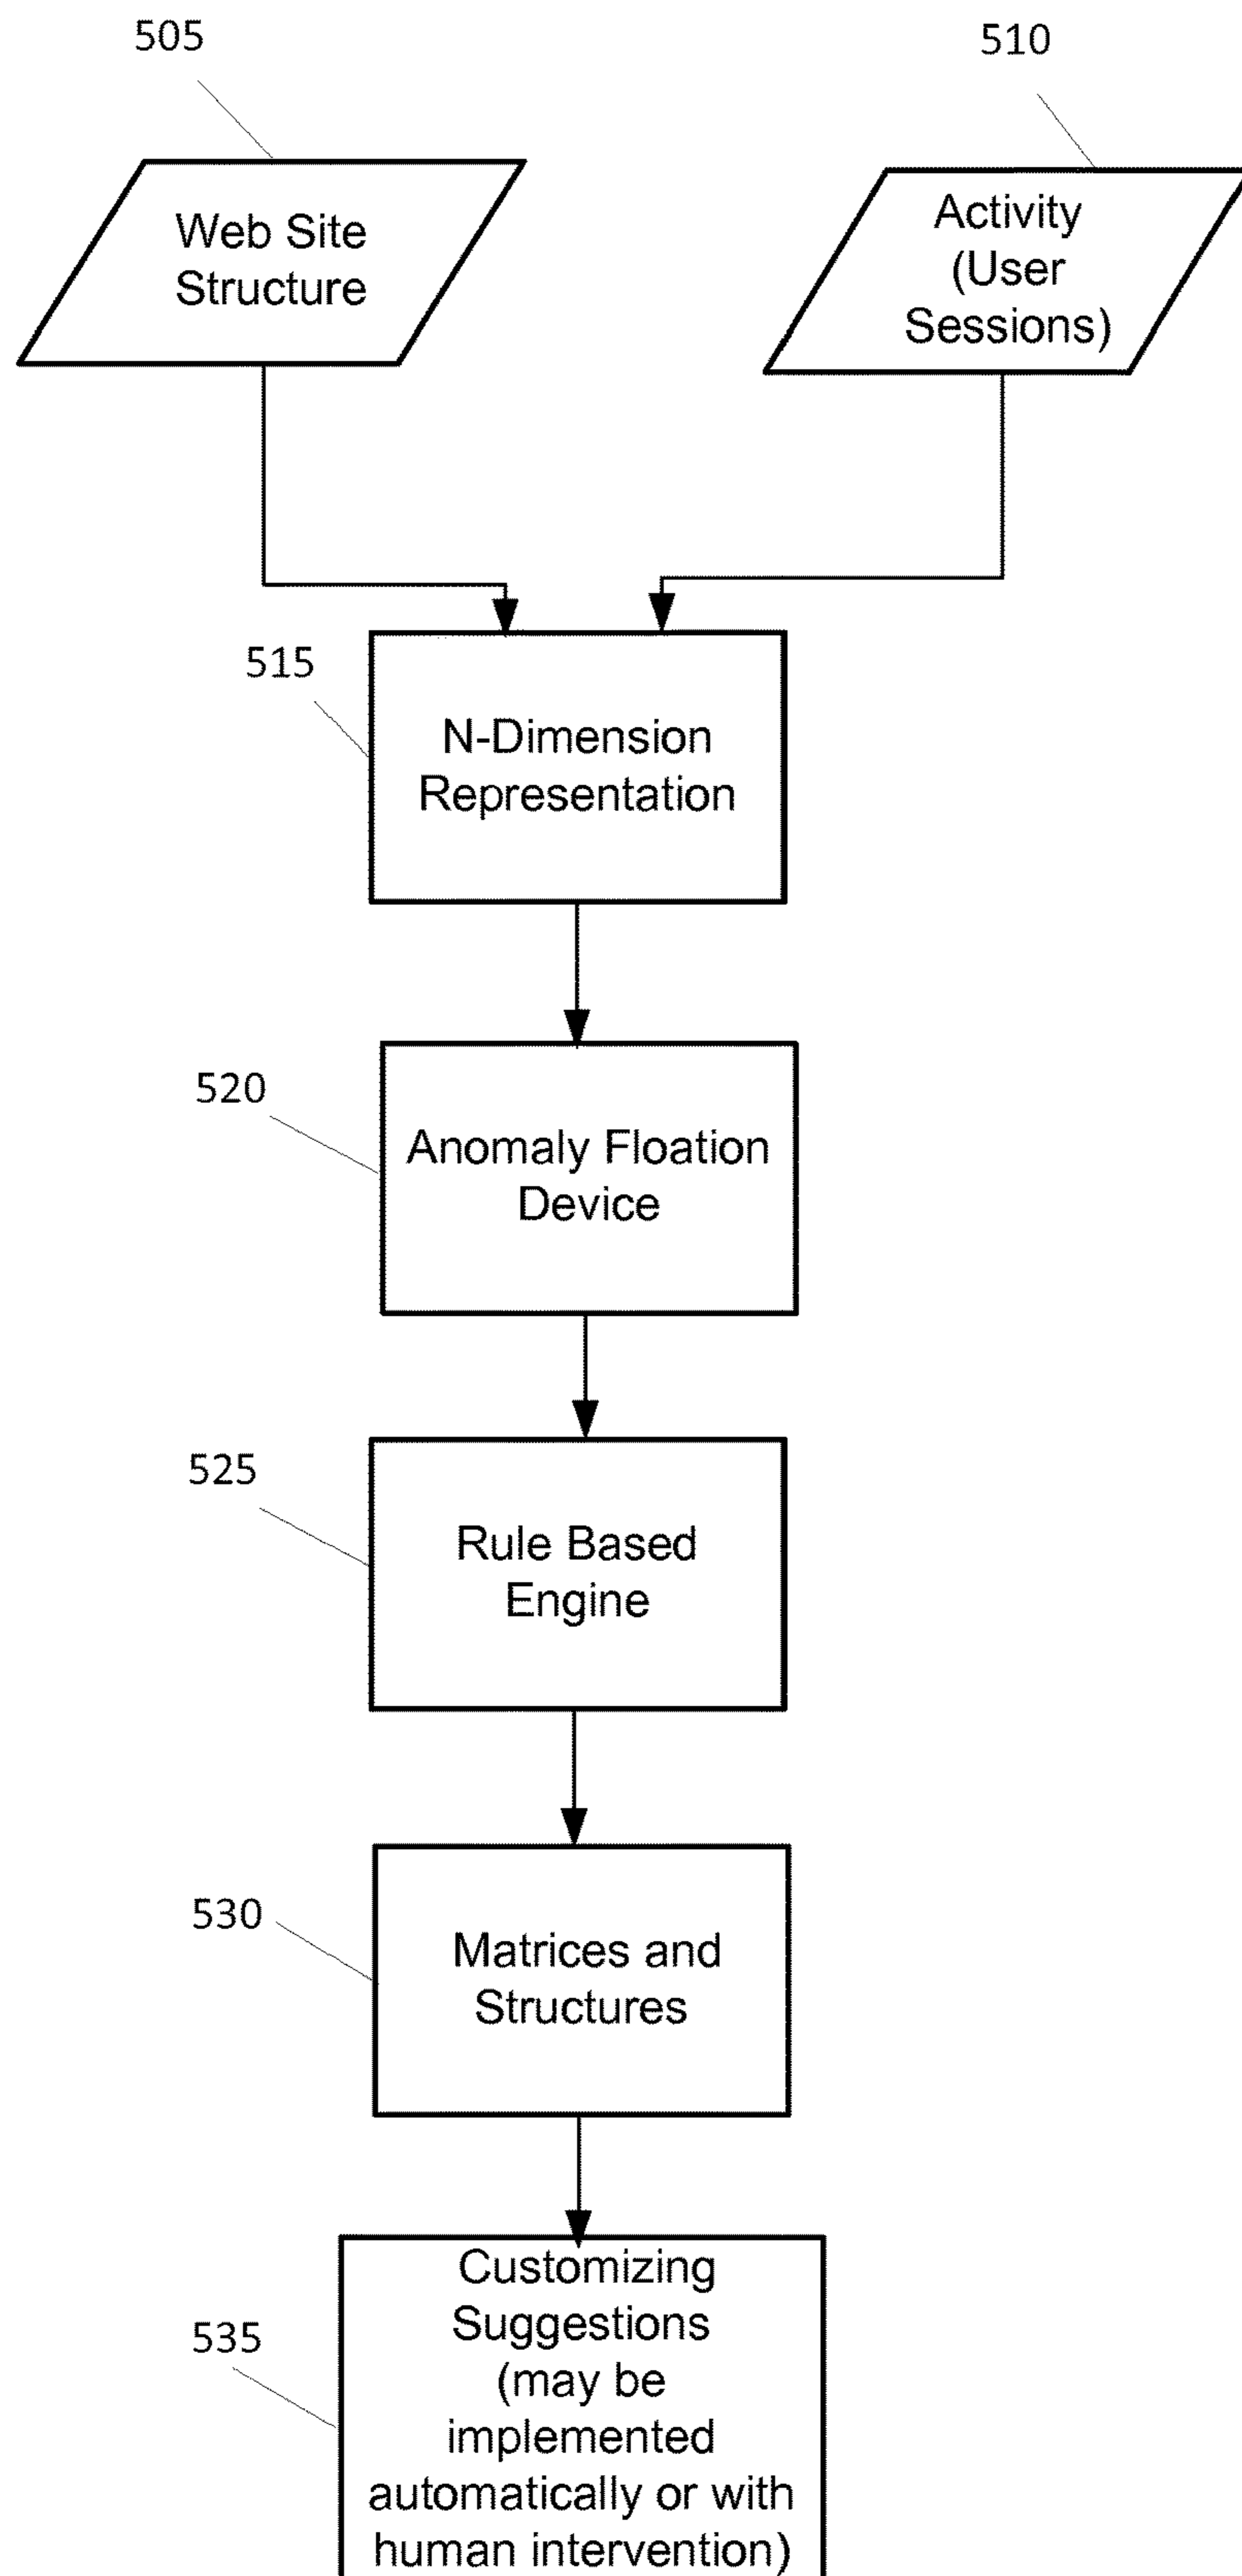 505
510
Web Site
Structure
Activity
(User
Sessions)
515
N-Dimension
Representation
520
Anomaly Floation
Device
525
Rule Based
Engine
530
Matrices and
Structures
535
Customizing
Suggestions
(may be
implemented
automatically or with
human intervention)